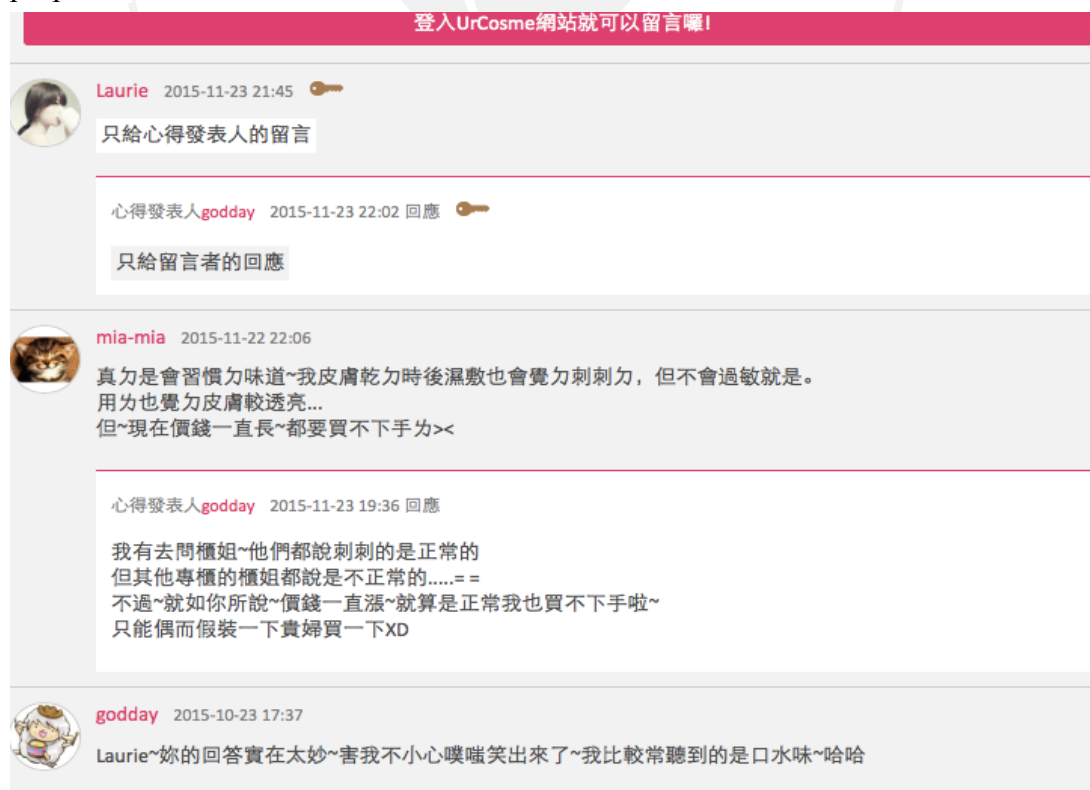 登入UrCosme網站就可以留言囉!
Laurie 2015-11-23 21:45
只給心得發表人的留言
心得發表人godday 2015-11-23 22:02 回應
只給留言者的回應
mia-mia 2015-11-22 22:06
真ㄉ是會習慣ㄉ味道~我皮膚乾ㄉ時後濕敷也會覺ㄉ刺刺ㄉ，但不會過敏就是。
用ㄌ也覺ㄉ皮膚較透亮...
但~現在價錢一直長~都要買不下手ㄌ><
心得發表人godday 2015-11-23 19:36 回應
我有去問櫃姐~他們都說刺刺的是正常的
但其他專櫃的櫃姐都說是不正常的.....= =
不過~就如你所說~價錢一直漲~就算是正常我也買不下手啦~
只能偶而假裝一下貴婦買一下XD
godday 2015-10-23 17:37
Laurie~妳的回答實在太妙~害我不小心噗嗤笑出來了~我比較常聽到的是口水味~哈哈